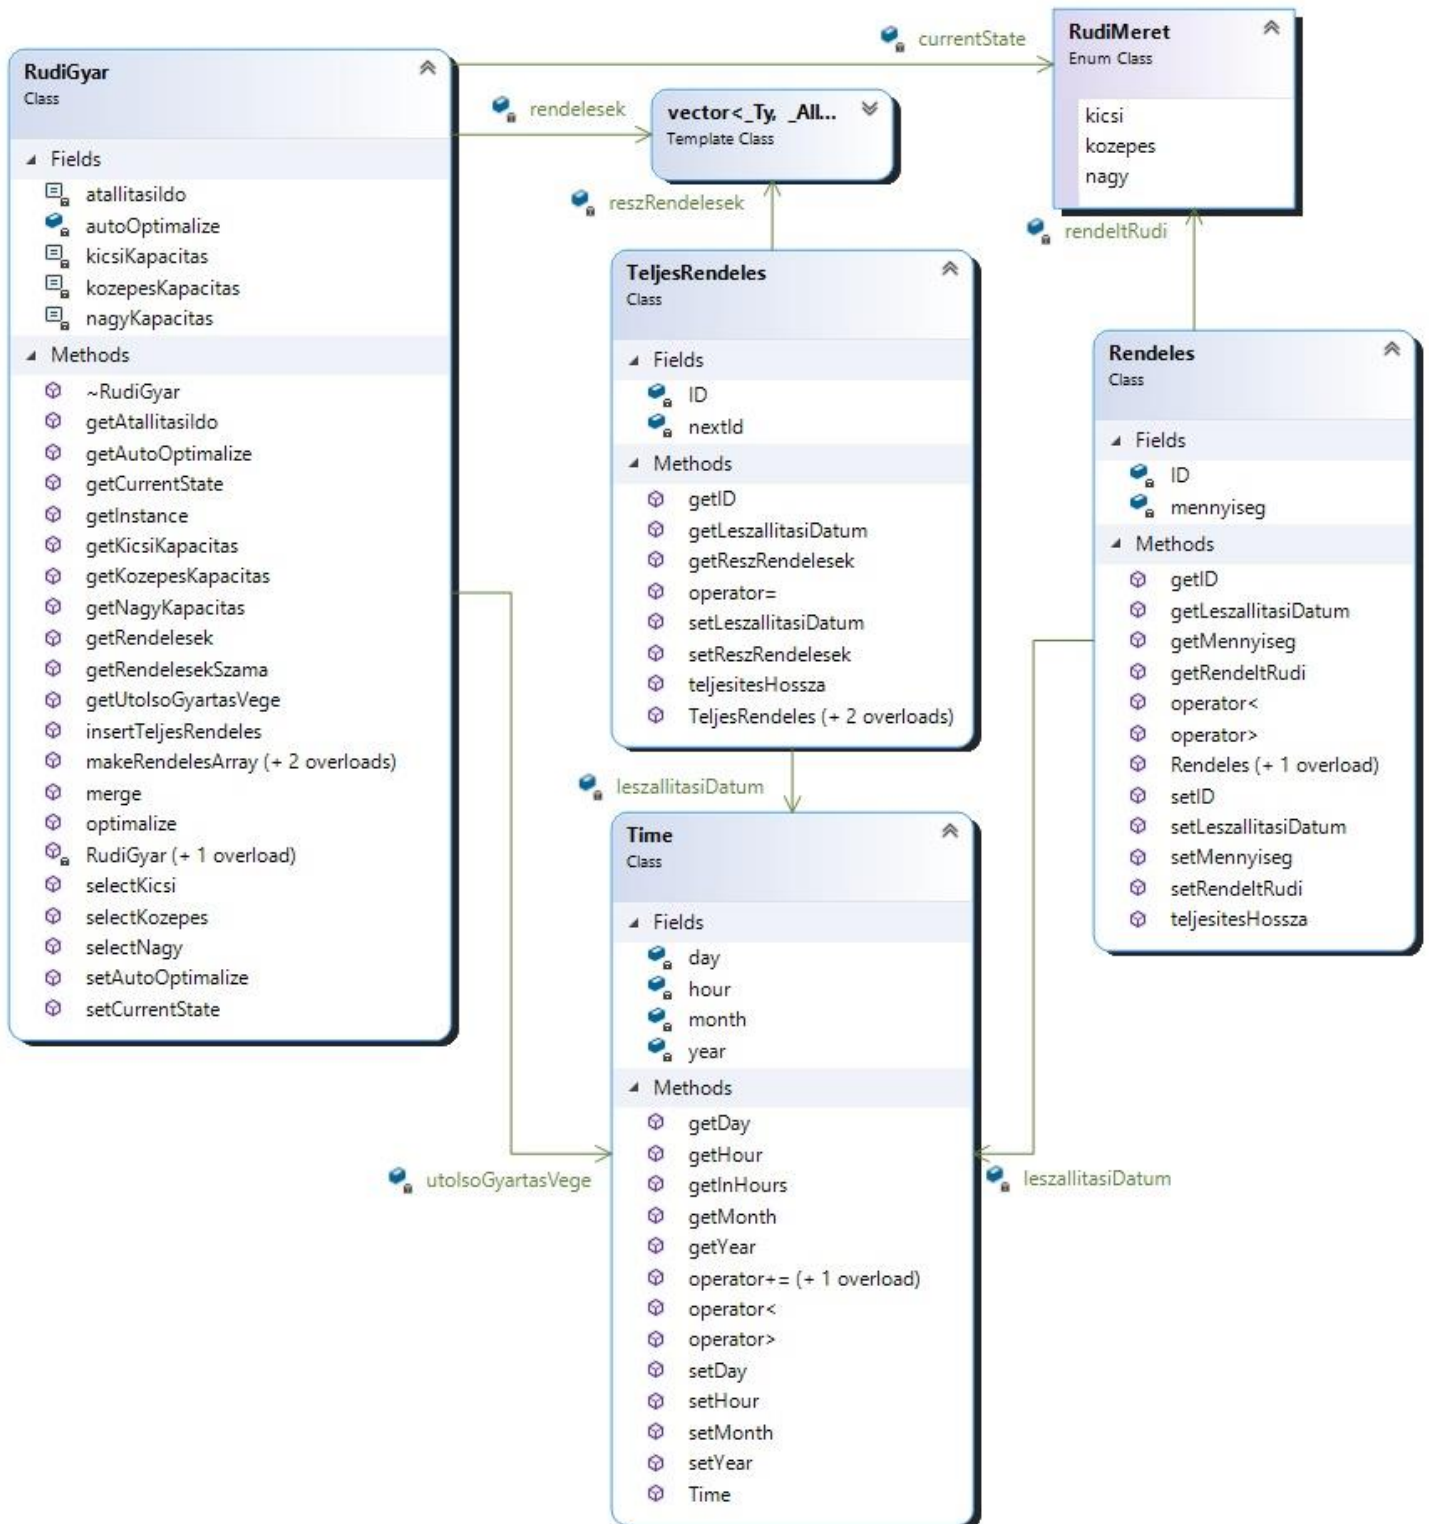 RudiGyar
Class
Fields
atallitasiIdo
autoOptimalize
kicsiKapacitas
kozepesKapacitas
nagyKapacitas
Methods
~RudiGyar
getAtallitasiIdo
getAutoOptimalize
getCurrentState
getInstance
getKicsiKapacitas
getKozepesKapacitas
getNagyKapacitas
getRendelesek
getRendelesekSzama
getUtolsoGyartasVege
insertTeljesRendeles
makeRendelesArray (+ 2 overloads)
merge
optimalize
RudiGyar (+ 1 overload)
selectKicsi
selectKozepes
selectNagy
setAutoOptimalize
setCurrentState
currentState
rendelesek
vector<_Ty, _All...
Template Class
reszRendelesek
RudiMeret
Enum Class
kicsi
kozepes
nagy
rendeltRudi
TeljesRendeles
Class
Fields
ID
nextId
Methods
getID
getLeszallitasiDatum
getReszRendelesek
operator=
setLeszallitasiDatum
setReszRendelesek
teljesitesHossza
TeljesRendeles (+ 2 overloads)
leszallitasiDatum
Rendeles
Class
Fields
ID
mennyiseg
Methods
getID
getLeszallitasiDatum
getMennyiseg
getRendeltRudi
operator<
operator>
Rendeles (+ 1 overload)
setID
setLeszallitasiDatum
setMennyiseg
setRendeltRudi
teljesitesHossza
Time
Class
Fields
day
hour
month
year
Methods
getDay
getHour
getInHours
getMonth
getYear
operator+= (+ 1 overload)
operator<
operator>
setDay
setHour
setMonth
setYear
Time
utolsoGyartasVege
leszallitasiDatum